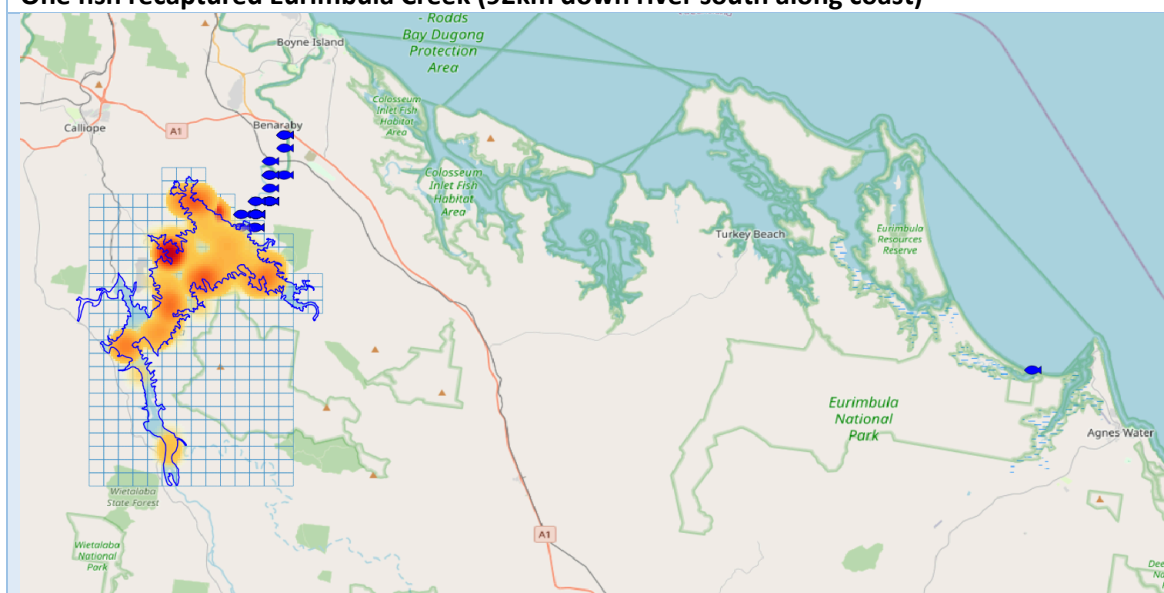 One fish recaptured Eurimbula Creek (92km down river south along coast)
- Rodds
Bay Dugong
Protection
Area
Boyne Island
Colosseum
Inlet Fish
Habitat
Area
Calliope
A1
Benaraby
Colosseum
Inlet Fish
Habitat
Area
Turkey Beach
Eurimbula
Resources
Reserve
Eurimbula
National
Park
Agnes Water
Wietalaba
State Forest
A1
Wietalaba
National
Park